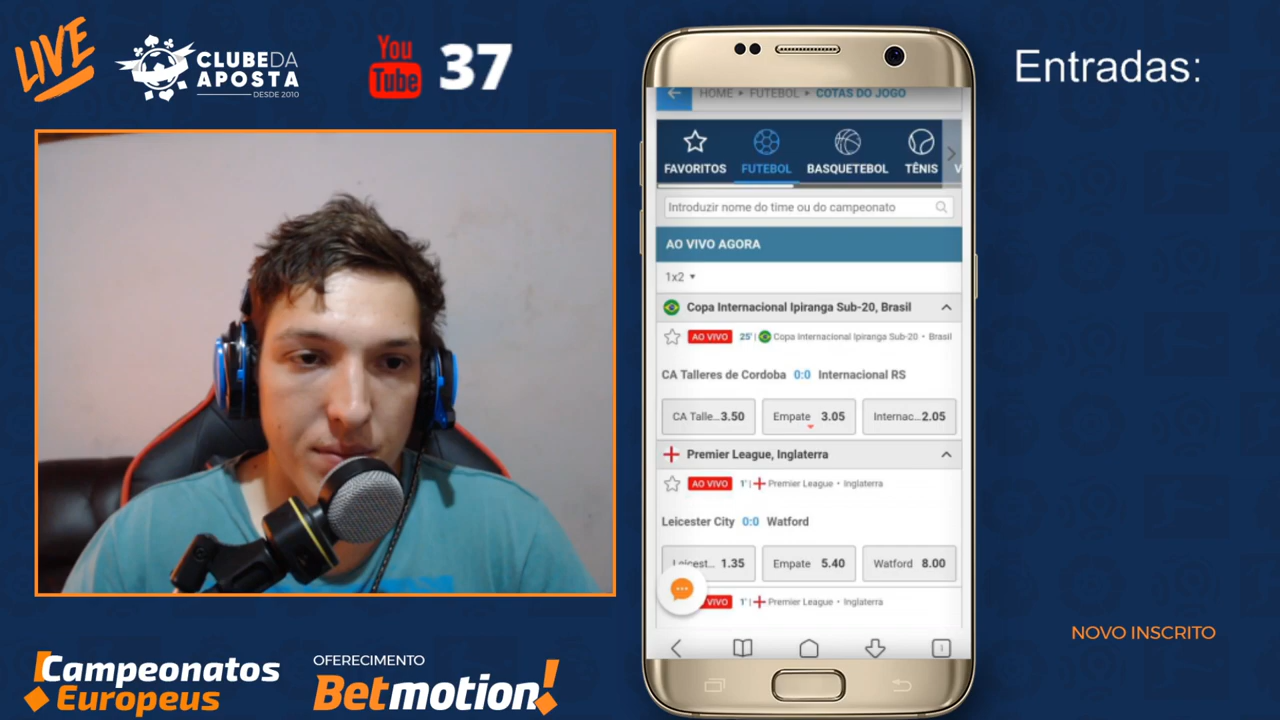 LIVE
CLUBEDA
APOSTA
DESDE 2010
You
Tube
37
Entradas:
HOME ▸ FUTEBOL ▸ COTAS DO JOGO
FAVORITOS FUTEBOL BASQUETEBOL TÊNIS V
Introduzir nome do time ou do campeonato
AO VIVO AGORA
1x2
Copa Internacional Ipiranga Sub-20, Brasil
AO VIVO 25' | Copa Internacional Ipiranga Sub-20 • Brasil
CA Talleres de Cordoba 0:0 Internacional RS
CA Talle... 3.50 Empate 3.05 Internac... 2.05
Premier League, Inglaterra
AO VIVO 1' | Premier League • Inglaterra
Leicester City 0:0 Watford
Leicest... 1.35 Empate 5.40 Watford 8.00
VIVO 1' | Premier League • Inglaterra
1
NOVO INSCRITO
Campeonatos
Europeus
OFERECIMENTO
Betmotion!